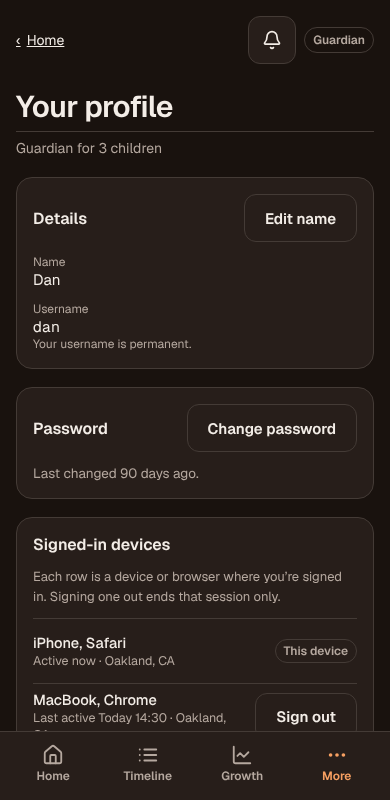 ‹ Home
Guardian
Your profile
Guardian for 3 children
Details
Edit name
Name
Dan
Username
dan
Your username is permanent.
Password
Change password
Last changed 90 days ago.
Signed-in devices
Each row is a device or browser where you're signed
in. Signing one out ends that session only.
iPhone, Safari
Active now · Oakland, CA
This device
MacBook, Chrome
Last active Today 14:30 · Oakland,
Sign out
Home
Timeline
Growth
More